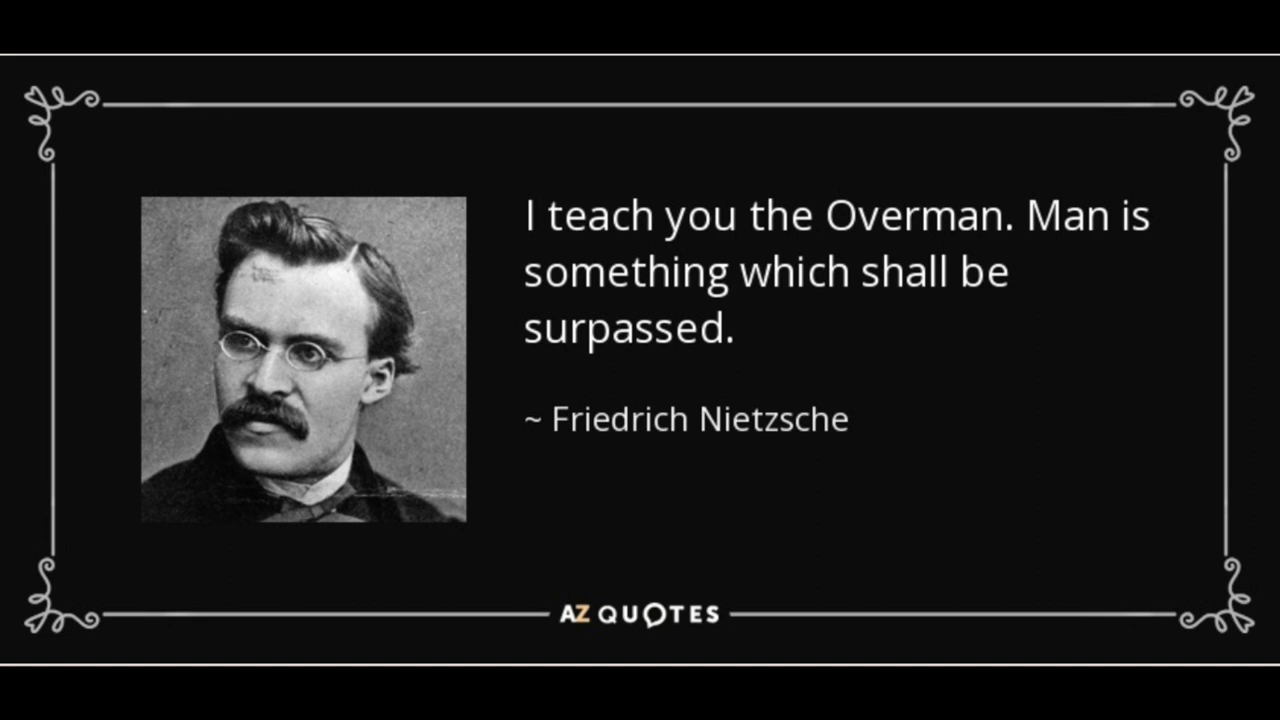 I teach you the Overman. Man is
something which shall be
surpassed.
~ Friedrich Nietzsche
AZ QUOTES